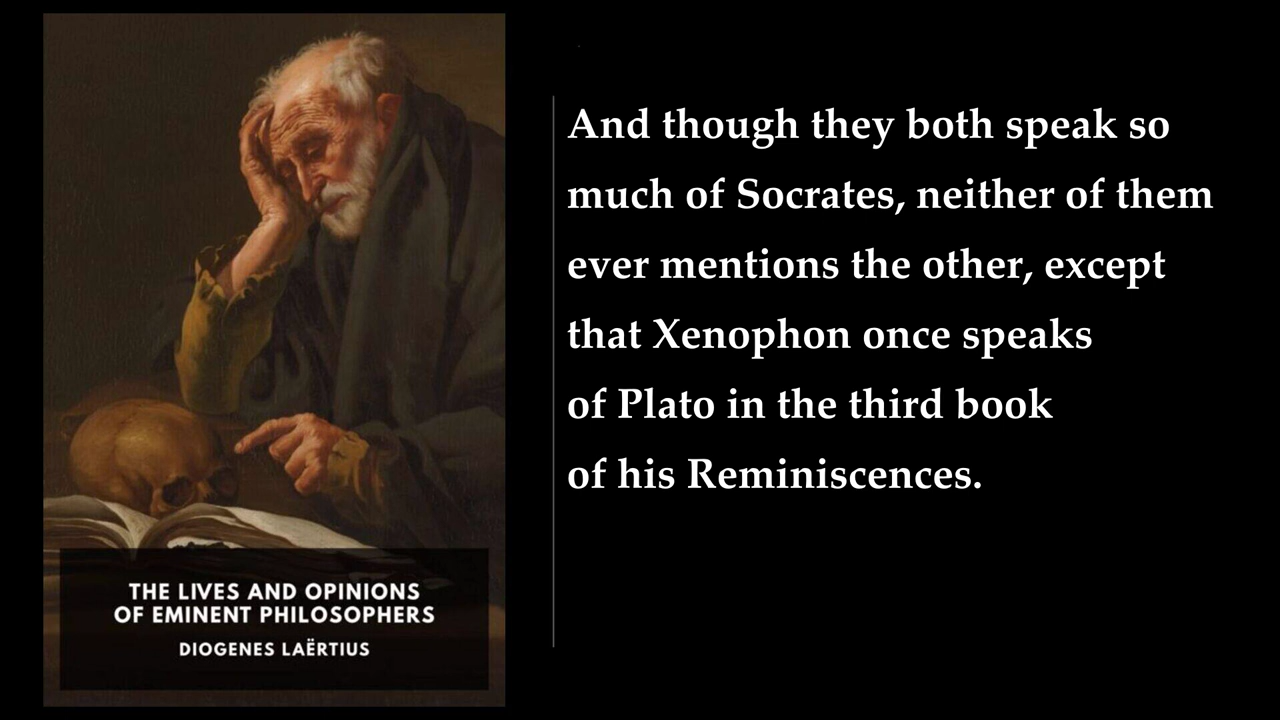 THE LIVES AND OPINIONS
OF EMINENT PHILOSOPHERS
DIOGENES LAËRTIUS
And though they both speak so
much of Socrates, neither of them
ever mentions the other, except
that Xenophon once speaks
of Plato in the third book
of his Reminiscences.